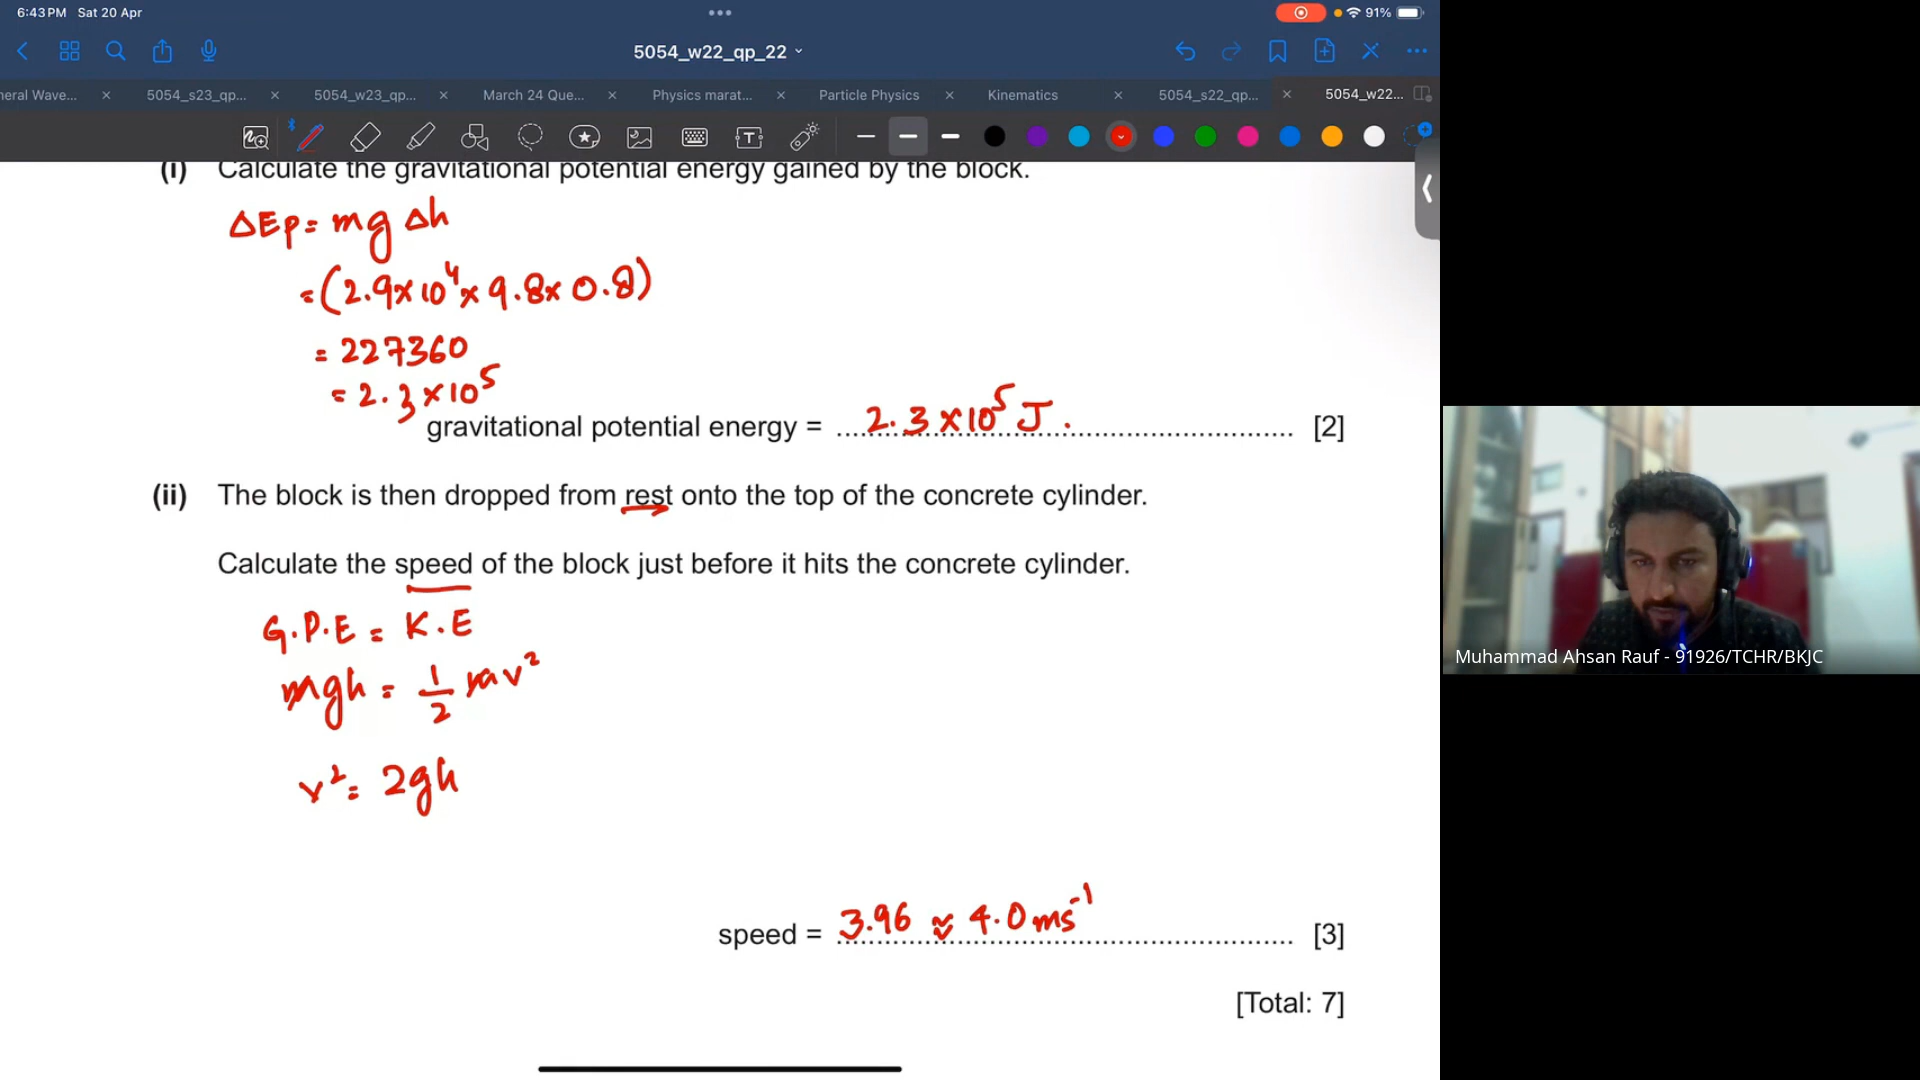 6:43 PM Sat 20 Apr
91%
5054_w22_qp_22
neral Wave...
5054_s23_qp...
5054_w23_qp...
March 24 Que...
Physics marat...
Particle Physics
Kinematics
5054_s22_qp...
5054_w22...
(i) Calculate the gravitational potential energy gained by the block.
ΔEp = mg Δh
= (2.9×10⁴ × 9.8 × 0.8)
= 227360
= 2.3×10⁵
gravitational potential energy = 2.3×10⁵ J. [2]
(ii) The block is then dropped from rest onto the top of the concrete cylinder.
Calculate the speed of the block just before it hits the concrete cylinder.
G.P.E = K.E
mgh = 1/2 mv²
v² = 2gh
speed = 3.96 ≈ 4.0 ms⁻¹ [3]
[Total: 7]
Muhammad Ahsan Rauf - 91926/TCHR/BKJC